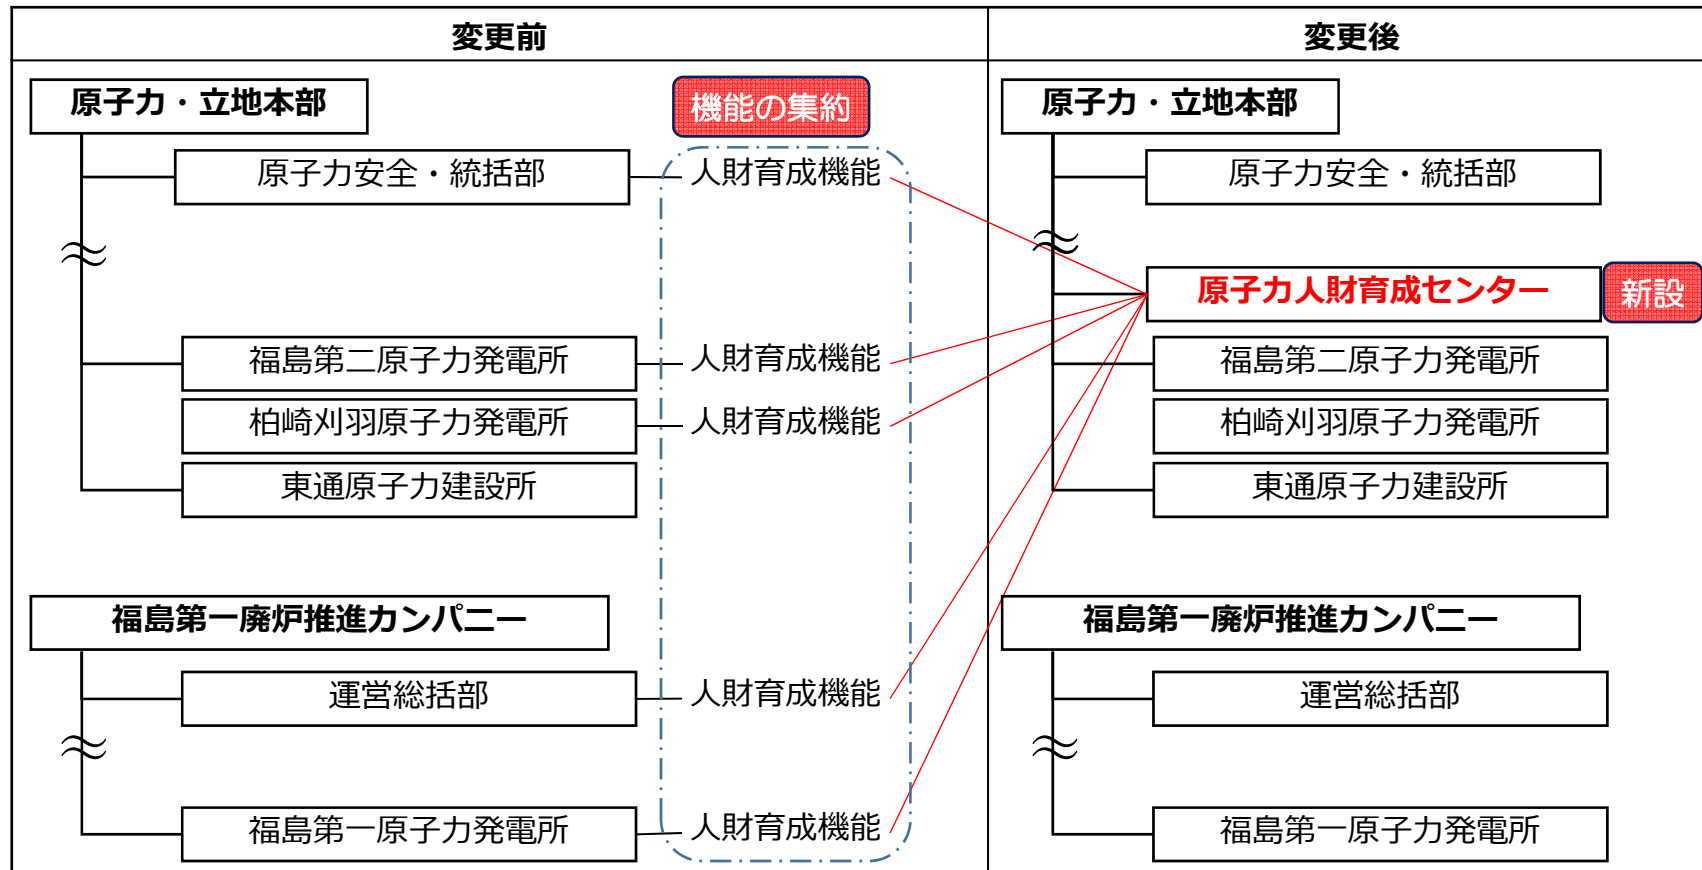 変更前
変更後
原子力・立地本部
機能の集約
原子力安全・統括部
人財育成機能
福島第二原子力発電所
人財育成機能
柏崎刈羽原子力発電所
人財育成機能
東通原子力建設所
福島第一廃炉推進カンパニー
運営総括部
人財育成機能
福島第一原子力発電所
人財育成機能
原子力・立地本部
原子力安全・統括部
原子力人財育成センター
新設
福島第二原子力発電所
柏崎刈羽原子力発電所
東通原子力建設所
福島第一廃炉推進カンパニー
運営総括部
福島第一原子力発電所